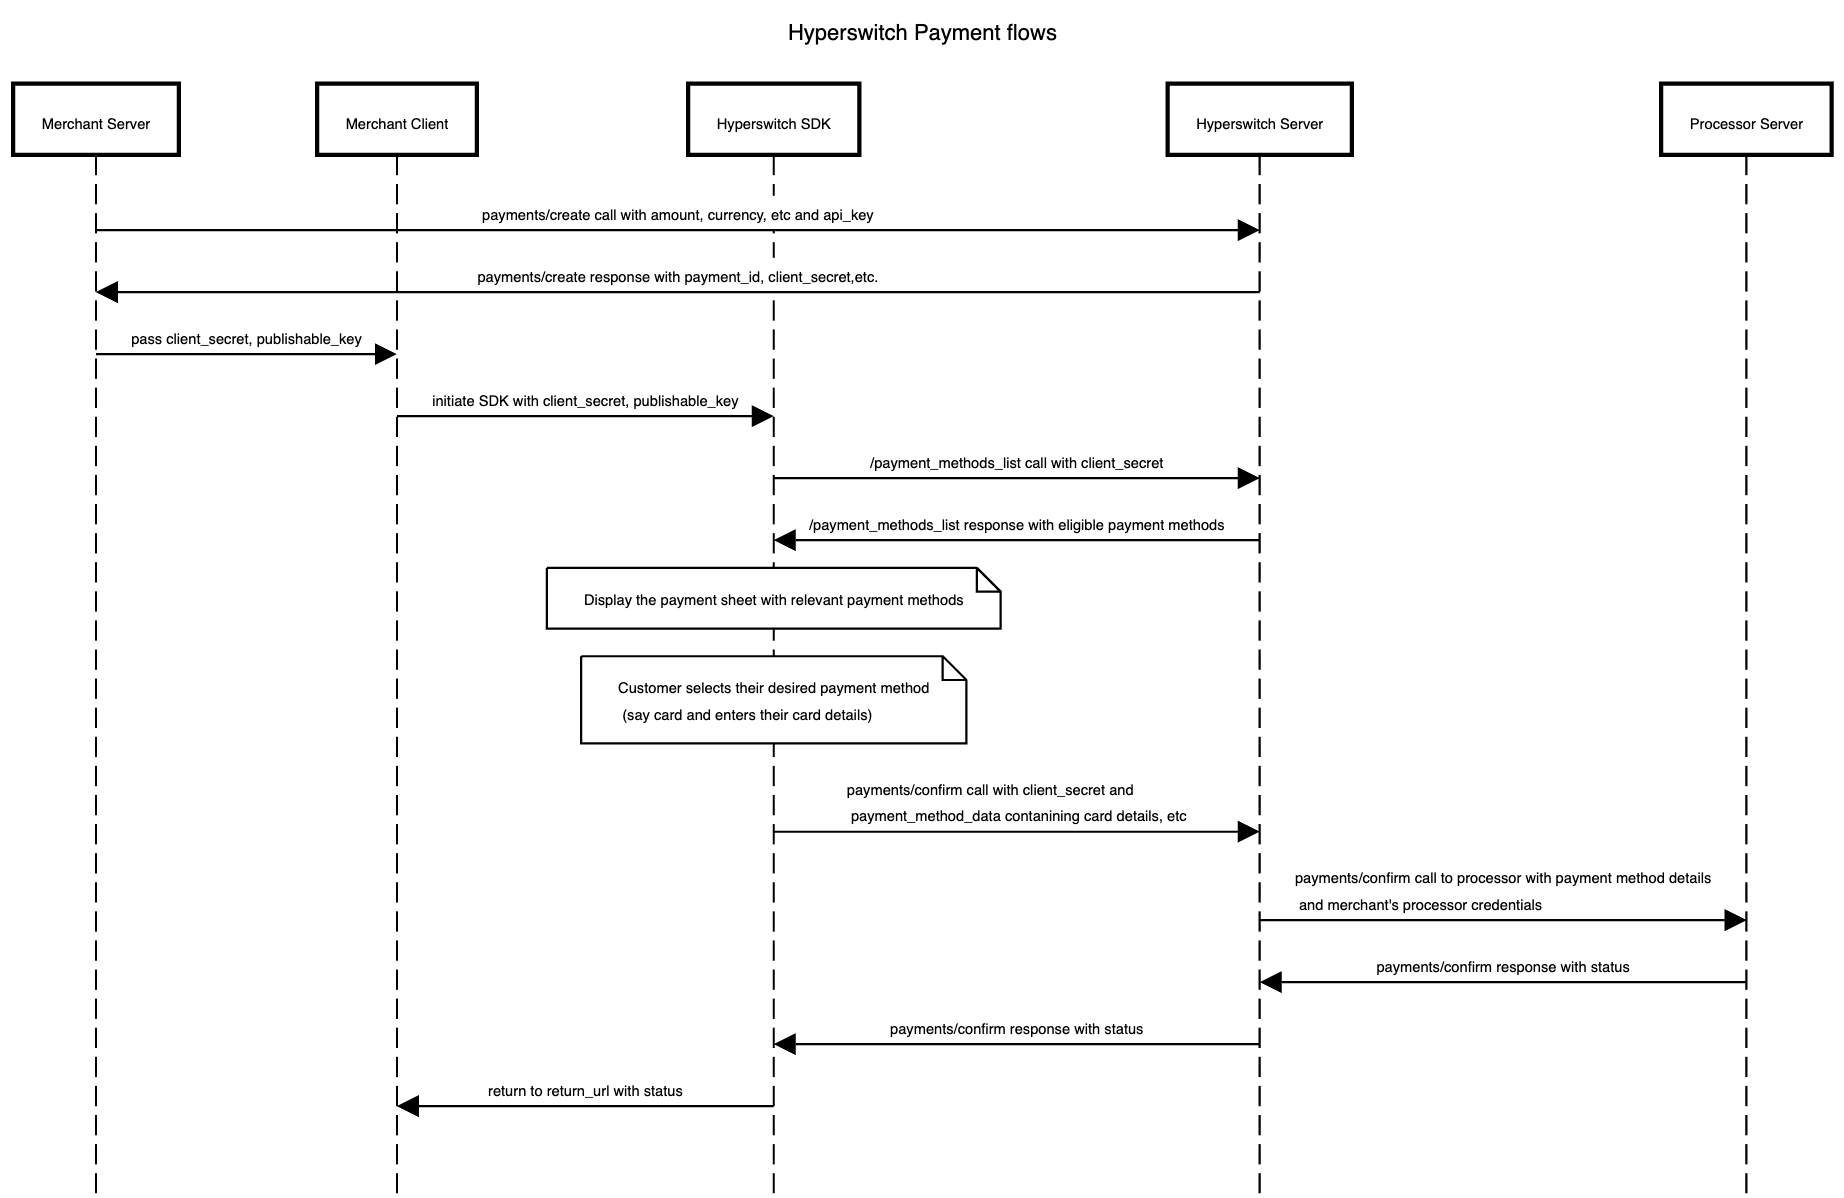 Hyperswitch Payment flows
Merchant Server
Merchant Client
Hyperswitch SDK
Hyperswitch Server
Processor Server
payments/create call with amount, currency, etc and api_key
payments/create response with payment_id, client_secret,etc.
pass client_secret, publishable_key
initiate SDK with client_secret, publishable_key
/payment_methods_list call with client_secret
/payment_methods_list response with eligible payment methods
Display the payment sheet with relevant payment methods
Customer selects their desired payment method
(say card and enters their card details)
payments/confirm call with client_secret and
payment_method_data contanining card details, etc
payments/confirm call to processor with payment method details
and merchant's processor credentials
payments/confirm response with status
payments/confirm response with status
return to return_url with status